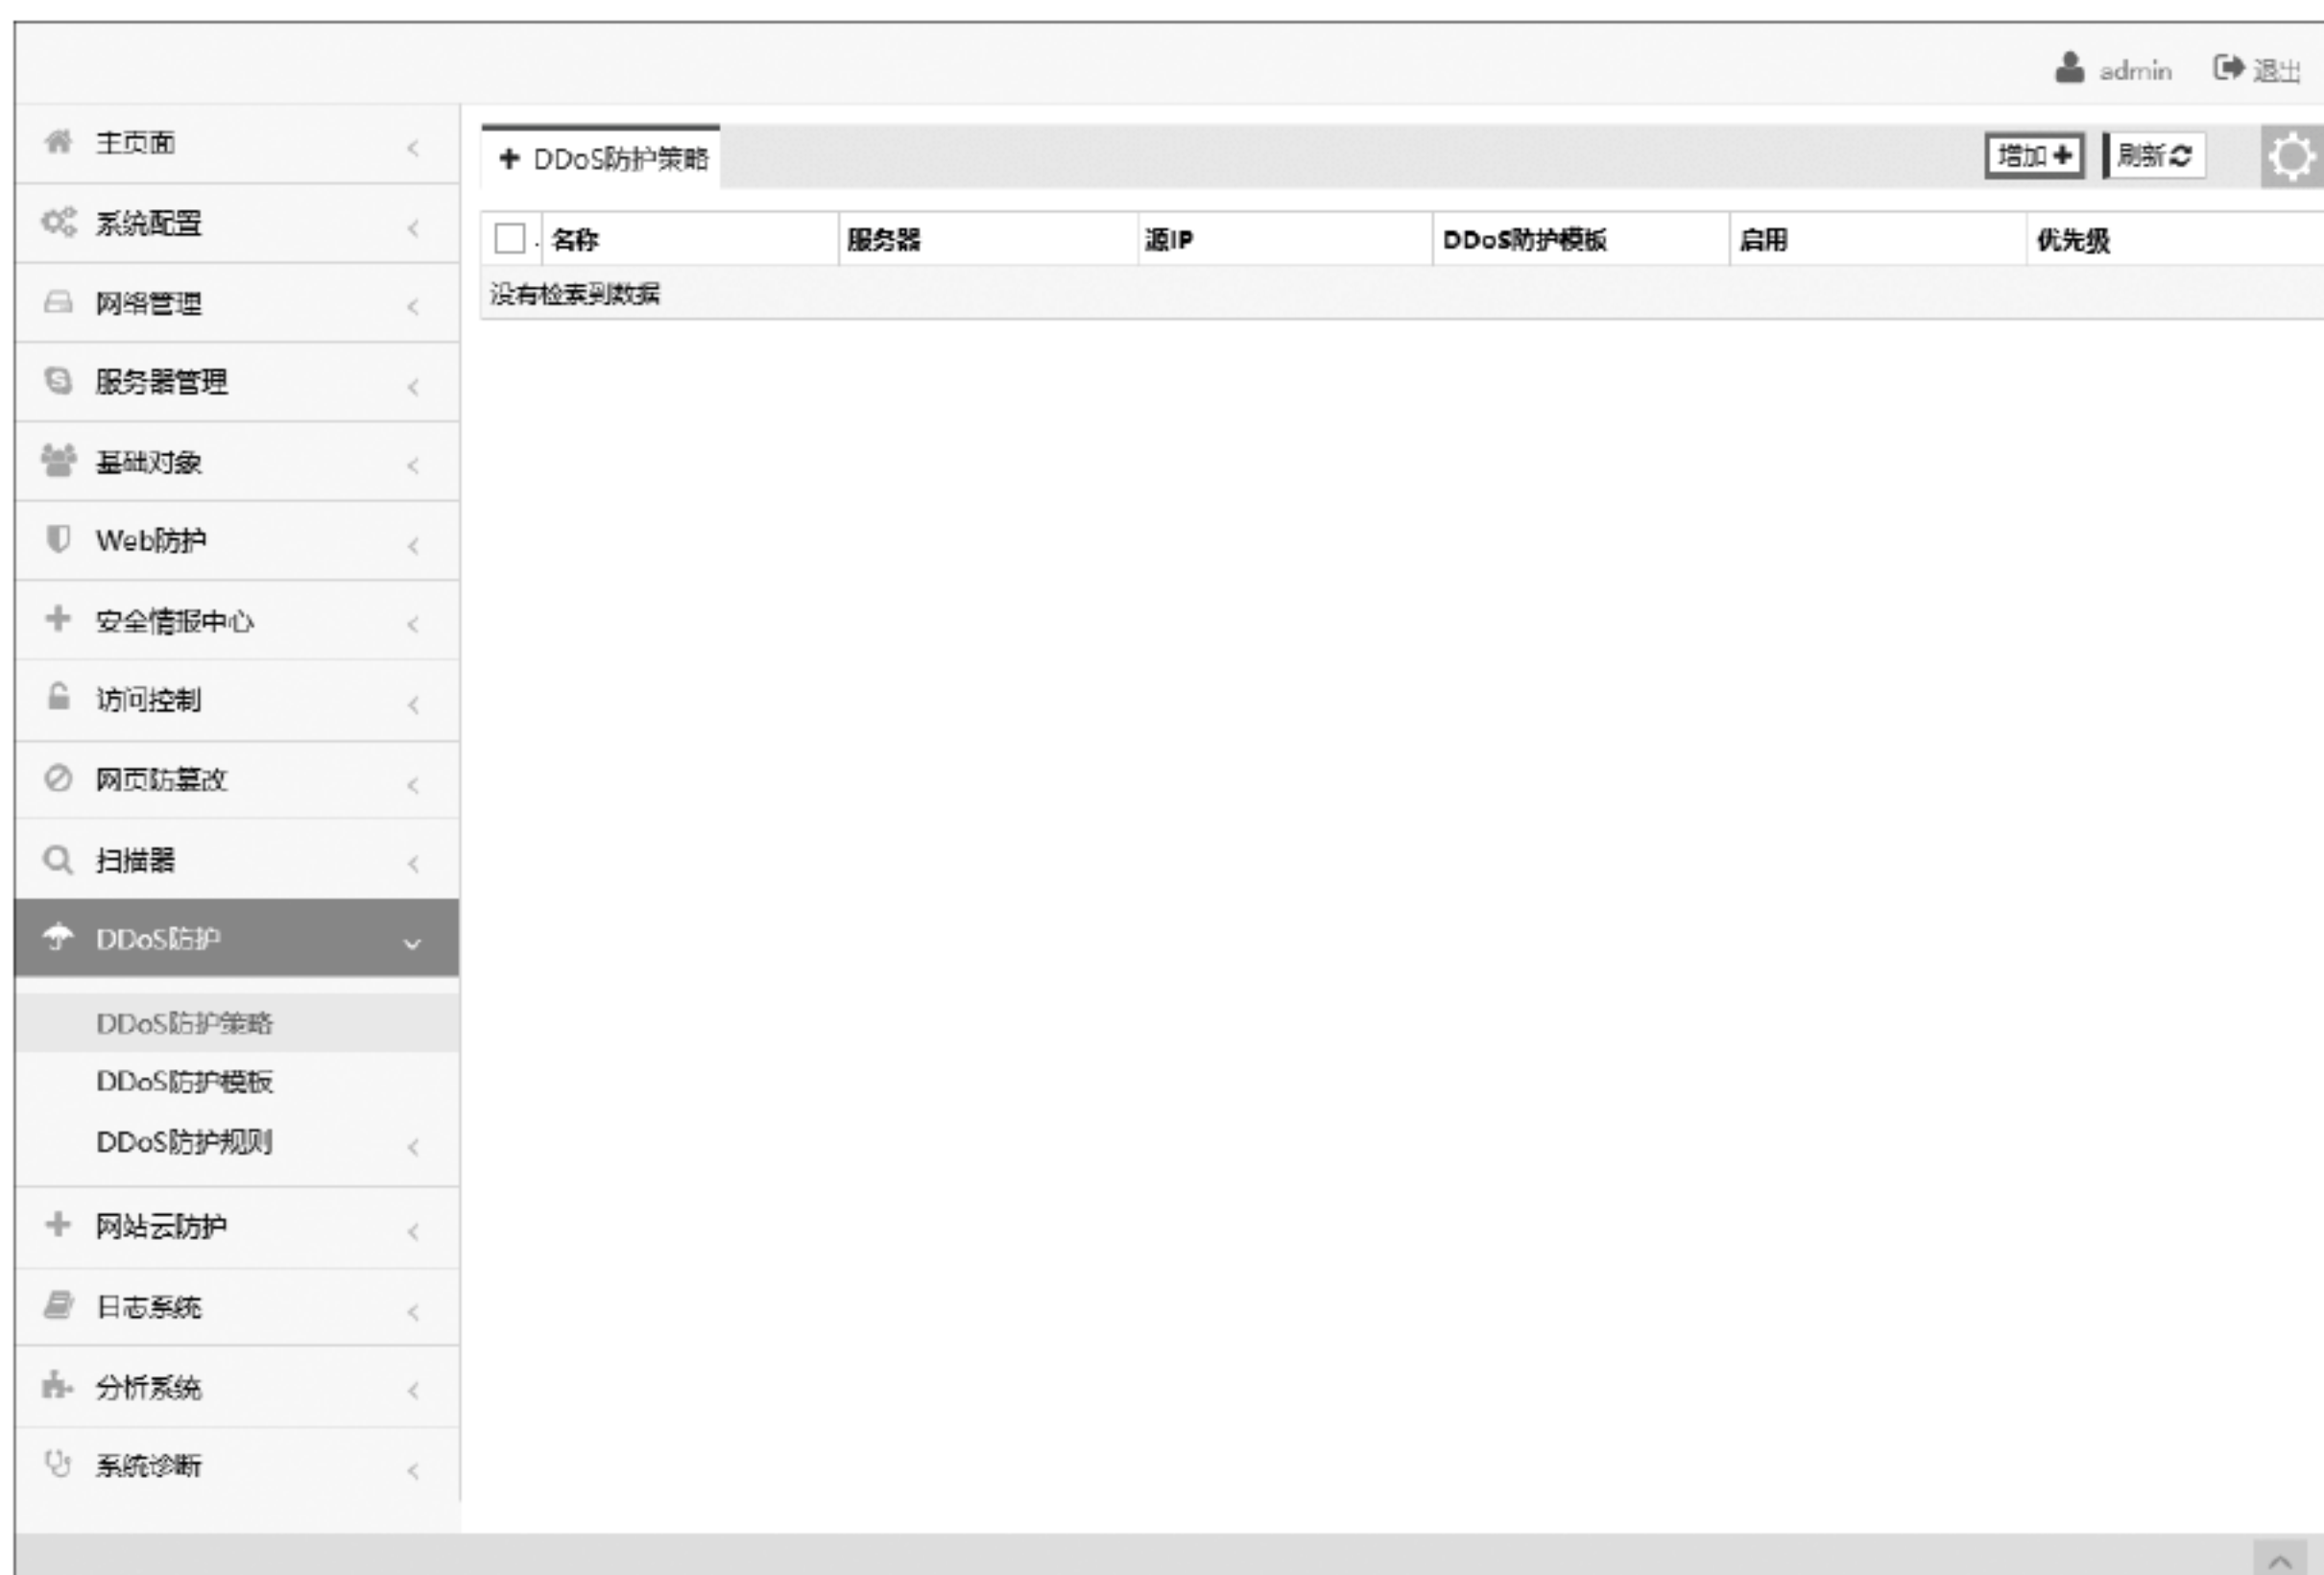 admin 退出
主页面
系统配置
网络管理
服务器管理
基础对象
Web防护
安全情报中心
访问控制
网页防篡改
扫描器
DDoS防护
DDoS防护策略
DDoS防护模板
DDoS防护规则
网站云防护
日志系统
分析系统
系统诊断
DDoS防护策略 增加 刷新
名称 服务器 源IP DDoS防护模板 启用 优先级
没有检索到数据